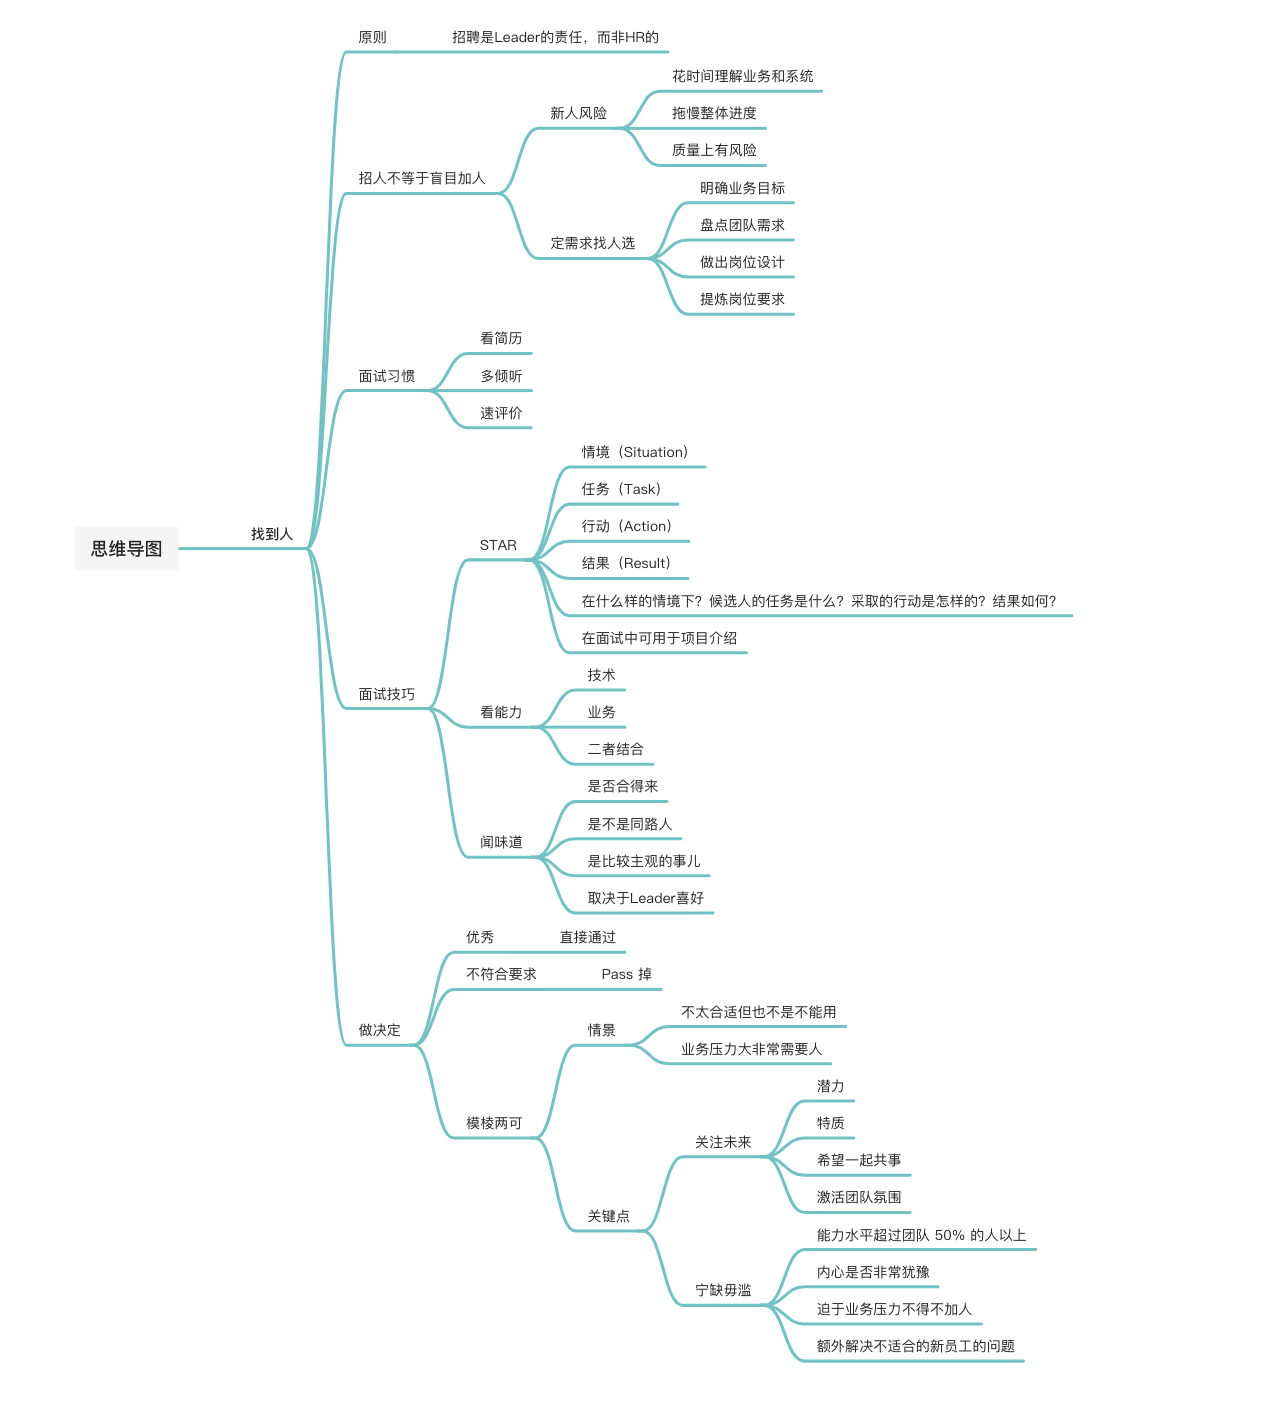 思维导图
找到人
原则
招聘是Leader的责任，而非HR的
招人不等于盲目加人
新人风险
花时间理解业务和系统
拖慢整体进度
质量上有风险
定需求找人选
明确业务目标
盘点团队需求
做出岗位设计
提炼岗位要求
面试习惯
看简历
多倾听
速评价
面试技巧
STAR
情境（Situation）
任务（Task）
行动（Action）
结果（Result）
在什么样的情境下？候选人的任务是什么？采取的行动是怎样的？结果如何？
在面试中可用于项目介绍
看能力
技术
业务
二者结合
闻味道
是否合得来
是不是同路人
是比较主观的事儿
取决于Leader喜好
做决定
优秀
直接通过
不符合要求
Pass 掉
模棱两可
情景
不太合适但也不是不能用
业务压力大非常需要人
关键点
关注未来
潜力
特质
希望一起共事
激活团队氛围
宁缺毋滥
能力水平超过团队 50% 的人以上
内心是否非常犹豫
迫于业务压力不得不加人
额外解决不适合的新员工的问题